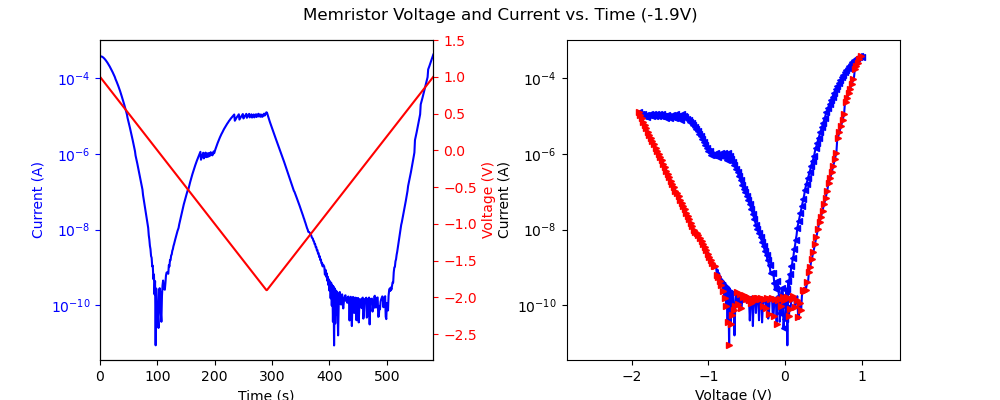 Memristor Voltage and Current vs. Time (-1.9V)
Current (A)
10^-4
10^-6
10^-8
10^-10
0 100 200 300 400 500
Time (s)
1.5
1.0
0.5
0.0
−0.5
−1.0
−1.5
−2.0
−2.5
Voltage (V)
Current (A)
10^-4
10^-6
10^-8
10^-10
−2 −1 0 1
Voltage (V)